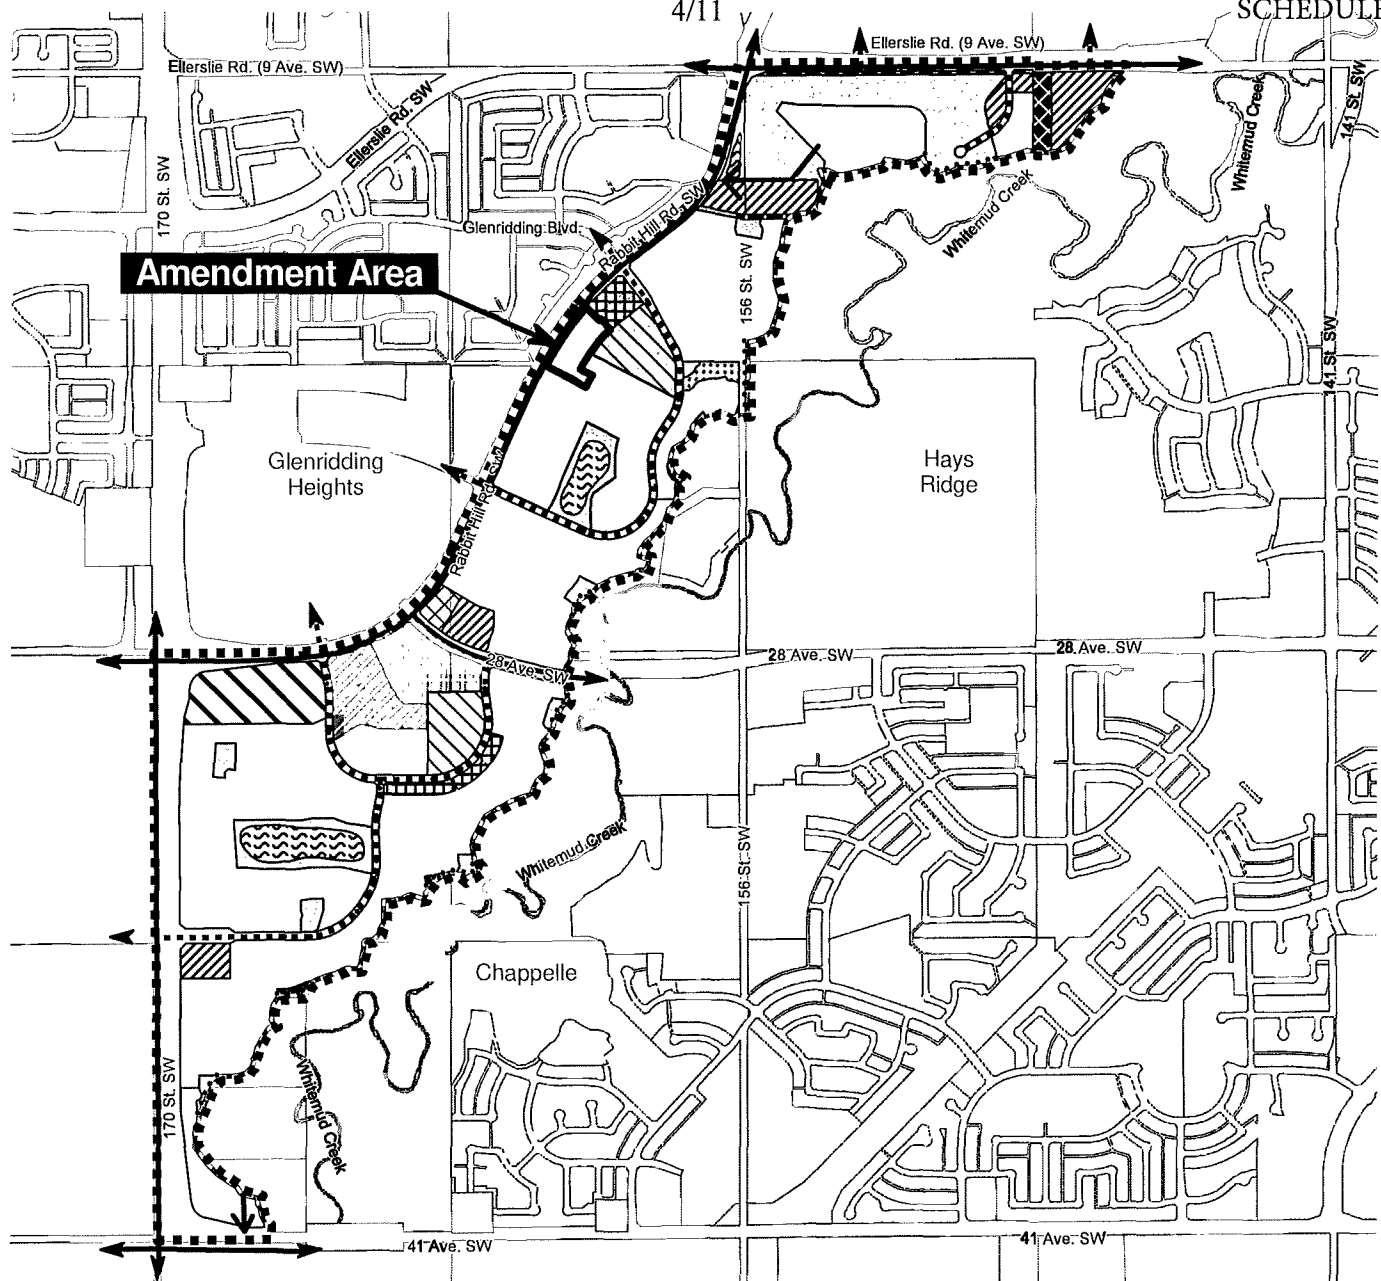 4/11
SCHEDULE
Ellerslie Rd. (9 Ave. SW)
Ellerslie Rd. (9 Ave. SW)
Ellerslie Rd. SW
Whitemud Creek
141 St. SW
170 St. SW
Rabbit Hill Rd. SW
Glenridding Blvd.
Whitemud Creek
156 St. SW
Amendment Area
141 St. SW
Glenridding
Heights
Hays
Ridge
Rabbit Hill Rd. SW
28 Ave. SW
28 Ave. SW
28 Ave. SW
Whitemud Creek
156 St. SW
Chappelle
170 St. SW
Whitemud Creek
41 Ave. SW
41 Ave. SW